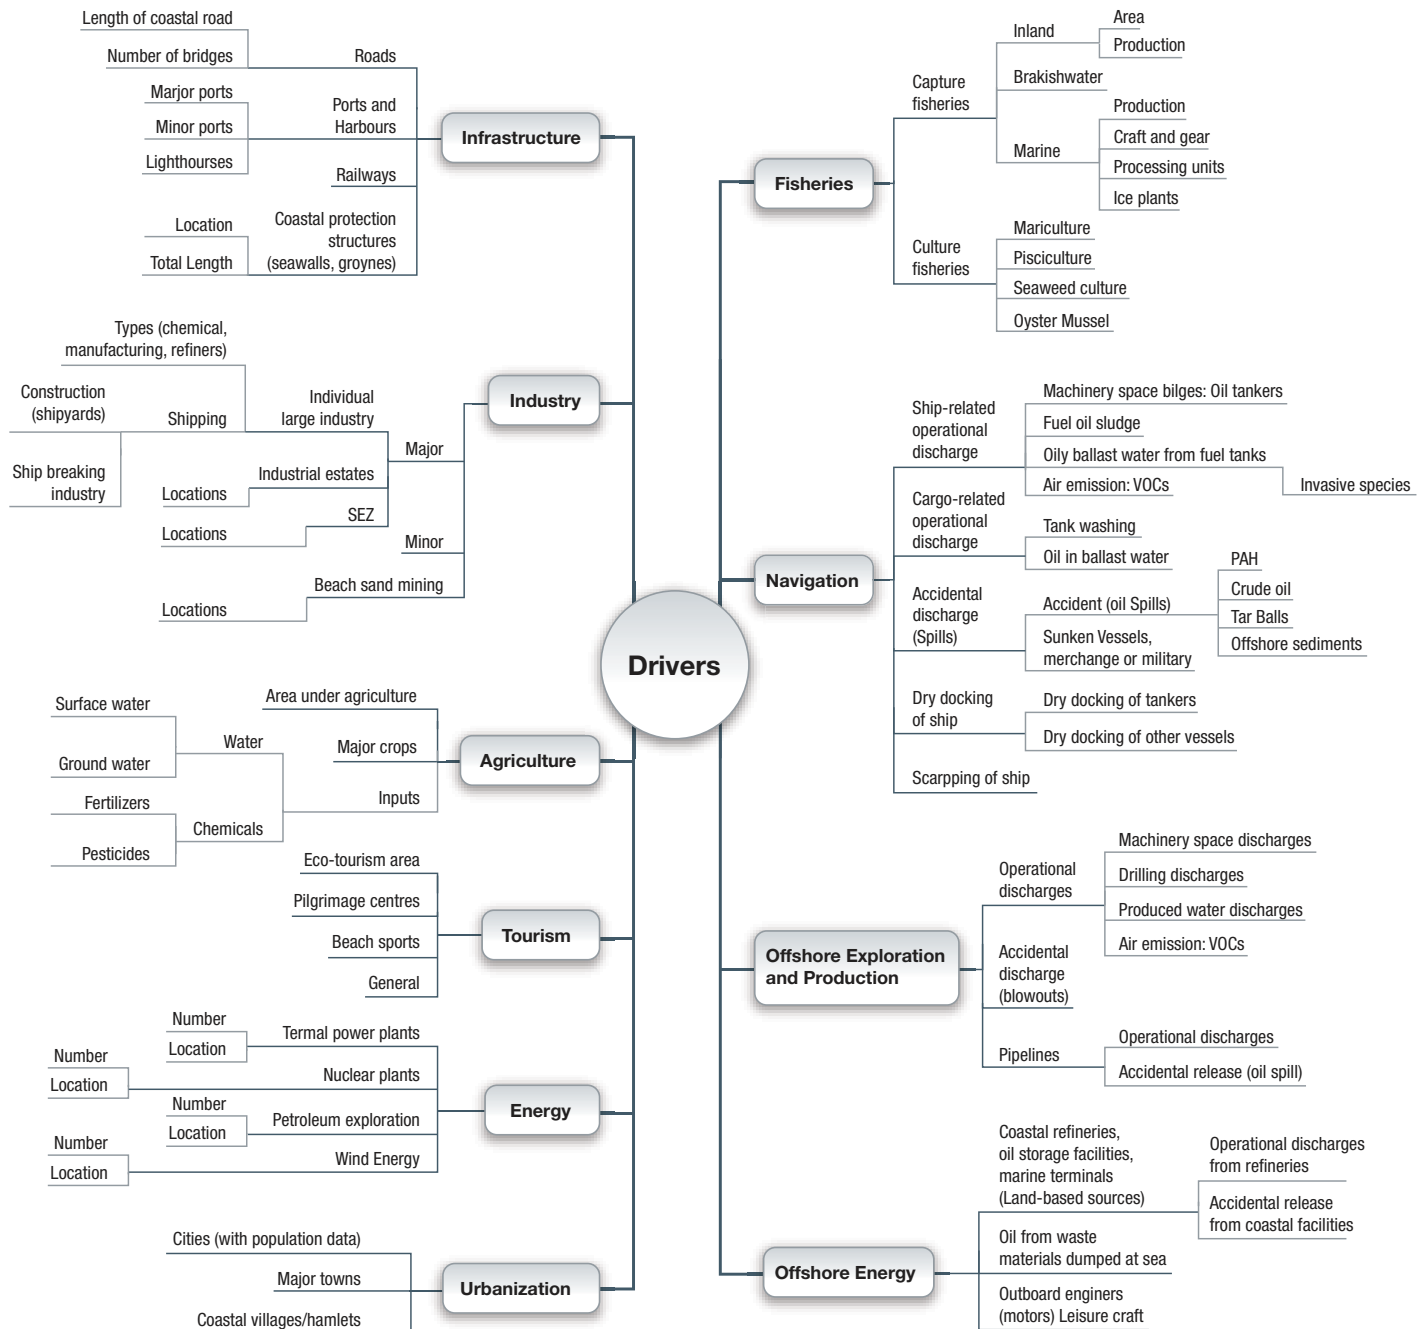 Drivers
Infrastructure
Roads
Length of coastal road
Number of bridges
Ports and
Harbours
Marjor ports
Minor ports
Lighthourses
Railways
Coastal protection
structures
(seawalls, groynes)
Location
Total Length
Industry
Major
Individual
large industry
Types (chemical,
manufacturing, refiners)
Shipping
Construction
(shipyards)
Ship breaking
industry
Industrial estates
Locations
SEZ
Locations
Minor
Beach sand mining
Locations
Agriculture
Area under agriculture
Major crops
Inputs
Water
Surface water
Ground water
Chemicals
Fertilizers
Pesticides
Tourism
Eco-tourism area
Pilgrimage centres
Beach sports
General
Energy
Termal power plants
Number
Location
Nuclear plants
Number
Location
Petroleum exploration
Number
Location
Wind Energy
Number
Location
Urbanization
Cities (with population data)
Major towns
Coastal villages/hamlets
Fisheries
Capture
fisheries
Inland
Area
Production
Brakishwater
Marine
Production
Craft and gear
Processing units
Ice plants
Culture
fisheries
Mariculture
Pisciculture
Seaweed culture
Oyster Mussel
Navigation
Ship-related
operational
discharge
Machinery space bilges: Oil tankers
Fuel oil sludge
Oily ballast water from fuel tanks
Invasive species
Air emission: VOCs
Cargo-related
operational
discharge
Tank washing
Oil in ballast water
Accidental
discharge
(Spills)
Accident (oil Spills)
PAH
Crude oil
Tar Balls
Offshore sediments
Sunken Vessels,
merchange or military
Dry docking
of ship
Dry docking of tankers
Dry docking of other vessels
Scarpping of ship
Offshore Exploration
and Production
Operational
discharges
Machinery space discharges
Drilling discharges
Produced water discharges
Air emission: VOCs
Accidental
discharge
(blowouts)
Pipelines
Operational discharges
Accidental release (oil spill)
Offshore Energy
Coastal refineries,
oil storage facilities,
marine terminals
(Land-based sources)
Operational discharges
from refineries
Accidental release
from coastal facilities
Oil from waste
materials dumped at sea
Outboard enginers
(motors) Leisure craft